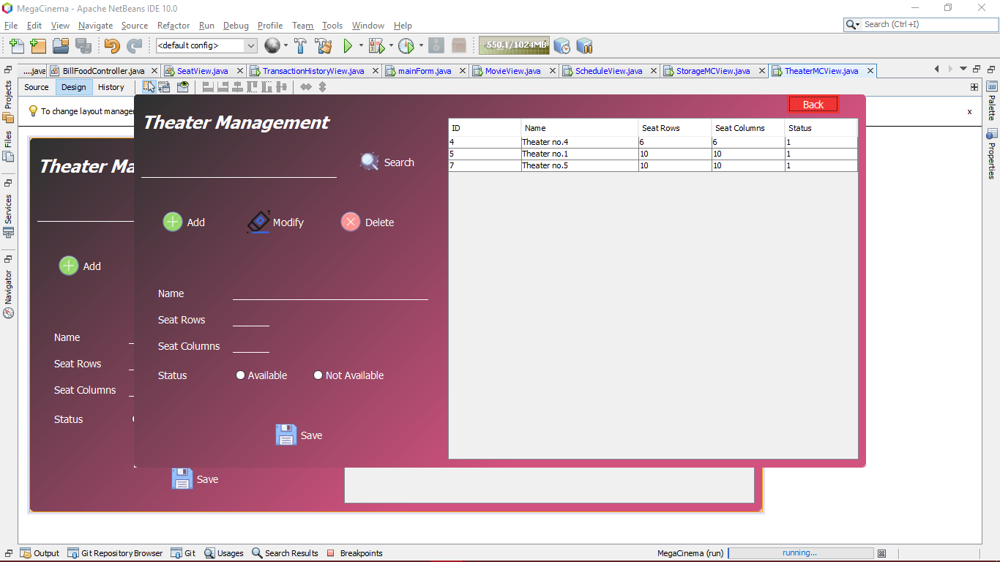 MegaCinema - Apache NetBeans IDE 10.0
File Edit View Navigate Source Refactor Run Debug Profile Team Tools Window Help
Search (Ctrl+I)
<default config>
550.1/1024MB
....java BillFoodController.java SeatView.java TransactionHistoryView.java mainForm.java MovieView.java ScheduleView.java StorageMCView.java TheaterMCView.java
Source Design History
To change layout manager
x
Projects
Files
Services
Navigator
Palette
Properties
Theater Ma
Add
Name
Seat Rows
Seat Columns
Status
Save
Back
Theater Management
Search
Add Modify Delete
Name
Seat Rows
Seat Columns
Status Available Not Available
Save
ID Name Seat Rows Seat Columns Status
4 Theater no.4 6 6 1
5 Theater no.1 10 10 1
7 Theater no.5 10 10 1
Output Git Repository Browser Git Usages Search Results Breakpoints
MegaCinema (run) running...